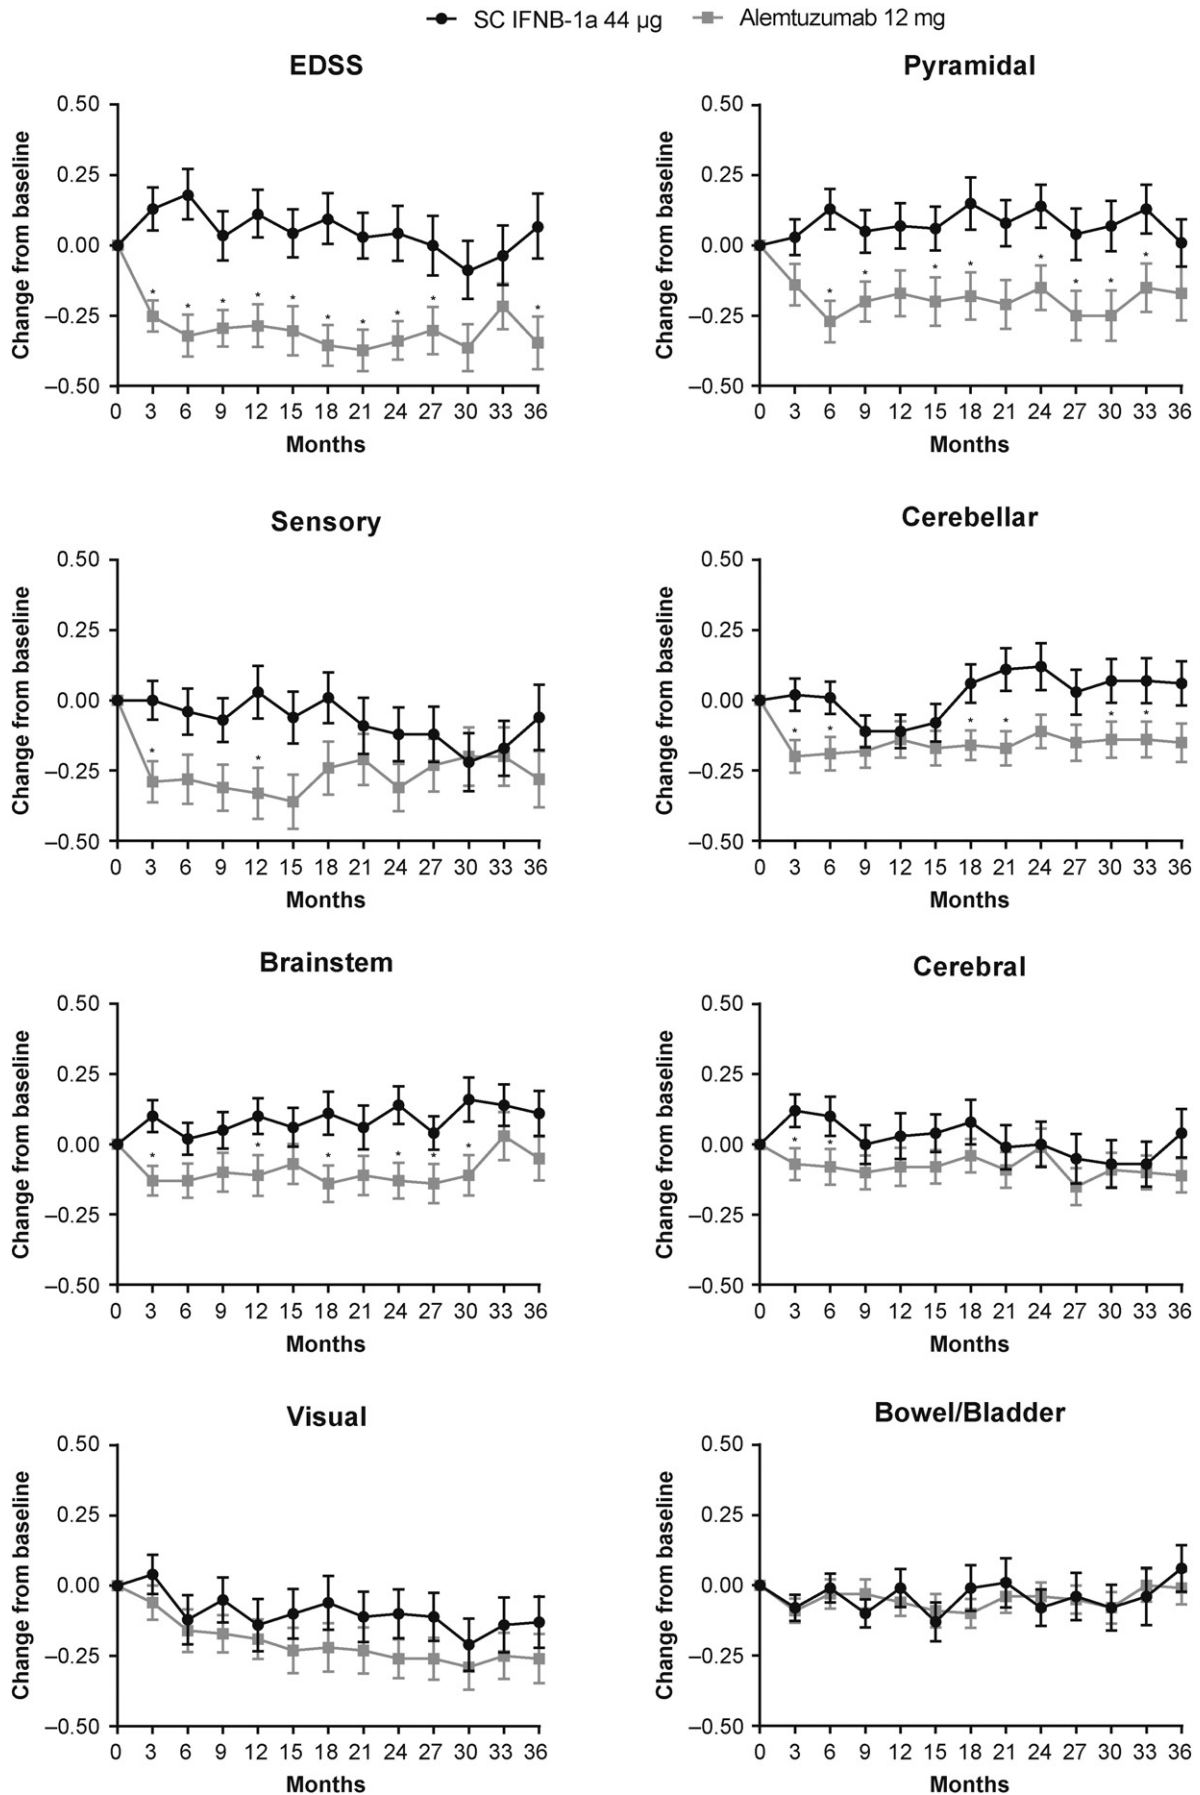 SC IFNB-1a 44 µg Alemtuzumab 12 mg
EDSS
Change from baseline
0.50
0.25
0.00
–0.25
–0.50
* * * * * * * * * *
0 3 6 9 12 15 18 21 24 27 30 33 36
Months
Pyramidal
Change from baseline
0.50
0.25
0.00
–0.25
–0.50
* * * * * * * *
0 3 6 9 12 15 18 21 24 27 30 33 36
Months
Sensory
Change from baseline
0.50
0.25
0.00
–0.25
–0.50
* *
0 3 6 9 12 15 18 21 24 27 30 33 36
Months
Cerebellar
Change from baseline
0.50
0.25
0.00
–0.25
–0.50
* * * * * *
0 3 6 9 12 15 18 21 24 27 30 33 36
Months
Brainstem
Change from baseline
0.50
0.25
0.00
–0.25
–0.50
* * * * * *
0 3 6 9 12 15 18 21 24 27 30 33 36
Months
Cerebral
Change from baseline
0.50
0.25
0.00
–0.25
–0.50
* *
0 3 6 9 12 15 18 21 24 27 30 33 36
Months
Visual
Change from baseline
0.50
0.25
0.00
–0.25
–0.50
0 3 6 9 12 15 18 21 24 27 30 33 36
Months
Bowel/Bladder
Change from baseline
0.50
0.25
0.00
–0.25
–0.50
0 3 6 9 12 15 18 21 24 27 30 33 36
Months